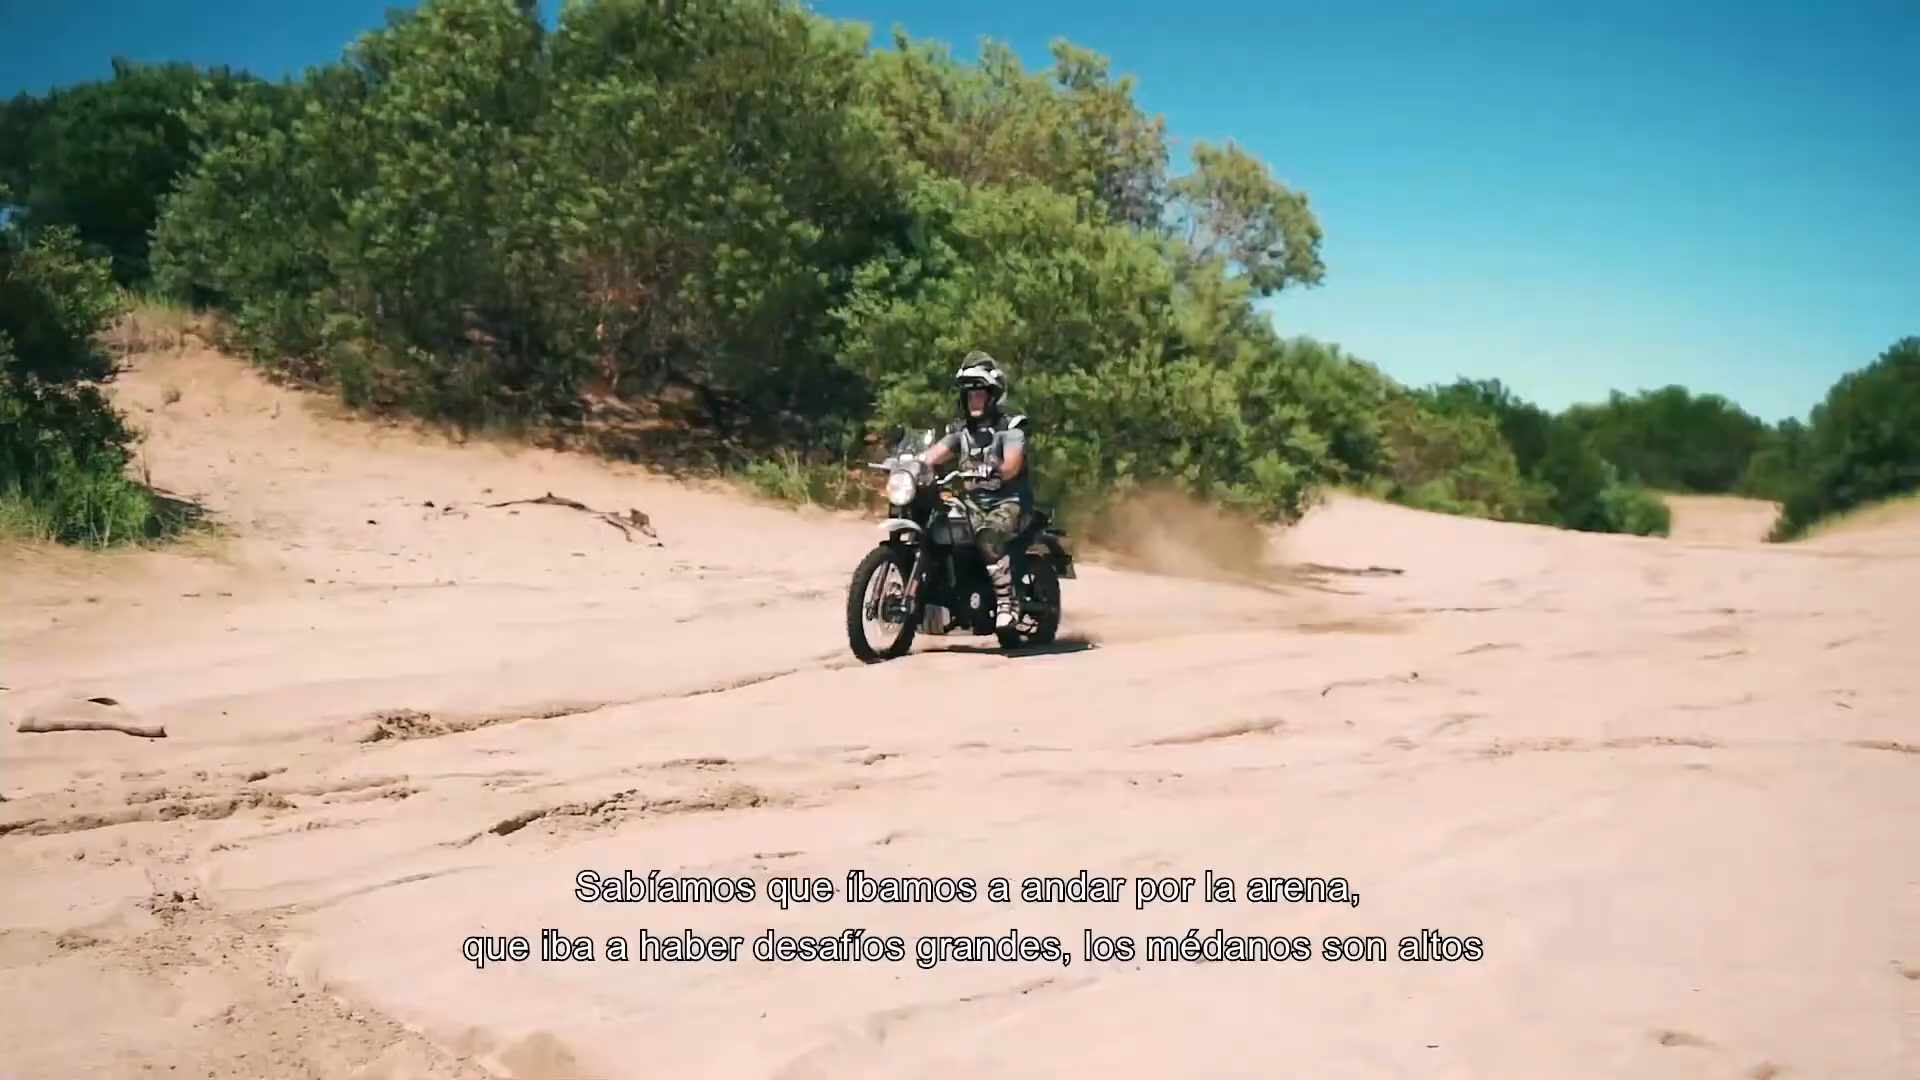 Sabíamos que íbamos a andar por la arena,
que iba a haber desafíos grandes, los médanos son altos